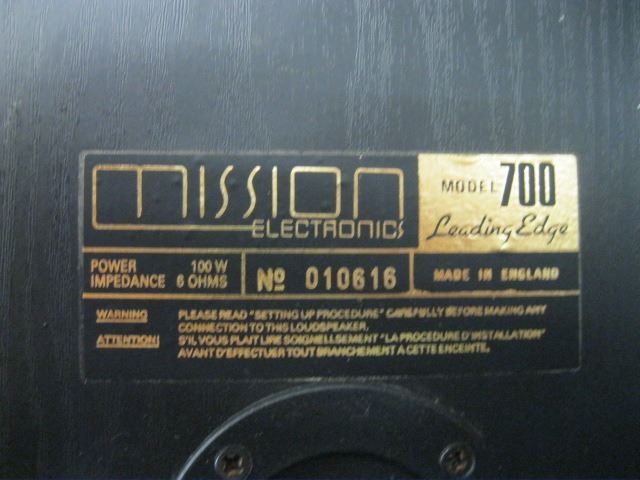 mission
ELECTRONICS
MODEL 700
Leading Edge
POWER 100 W
IMPEDANCE 6 OHMS
No 010616
MADE IN ENGLAND
WARNING PLEASE READ "SETTING UP PROCEDURE" CAREFULLY BEFORE MAKING ANY
CONNECTION TO THIS LOUDSPEAKER.
ATTENTION! S'IL VOUS PLAIT LIRE SOIGNELLSEMENT "LA PROCEDURE D'INSTALLATION"
AVANT D'EFFECTUER TOUT BRANCHEMENT A CETTE ENCEINTE.